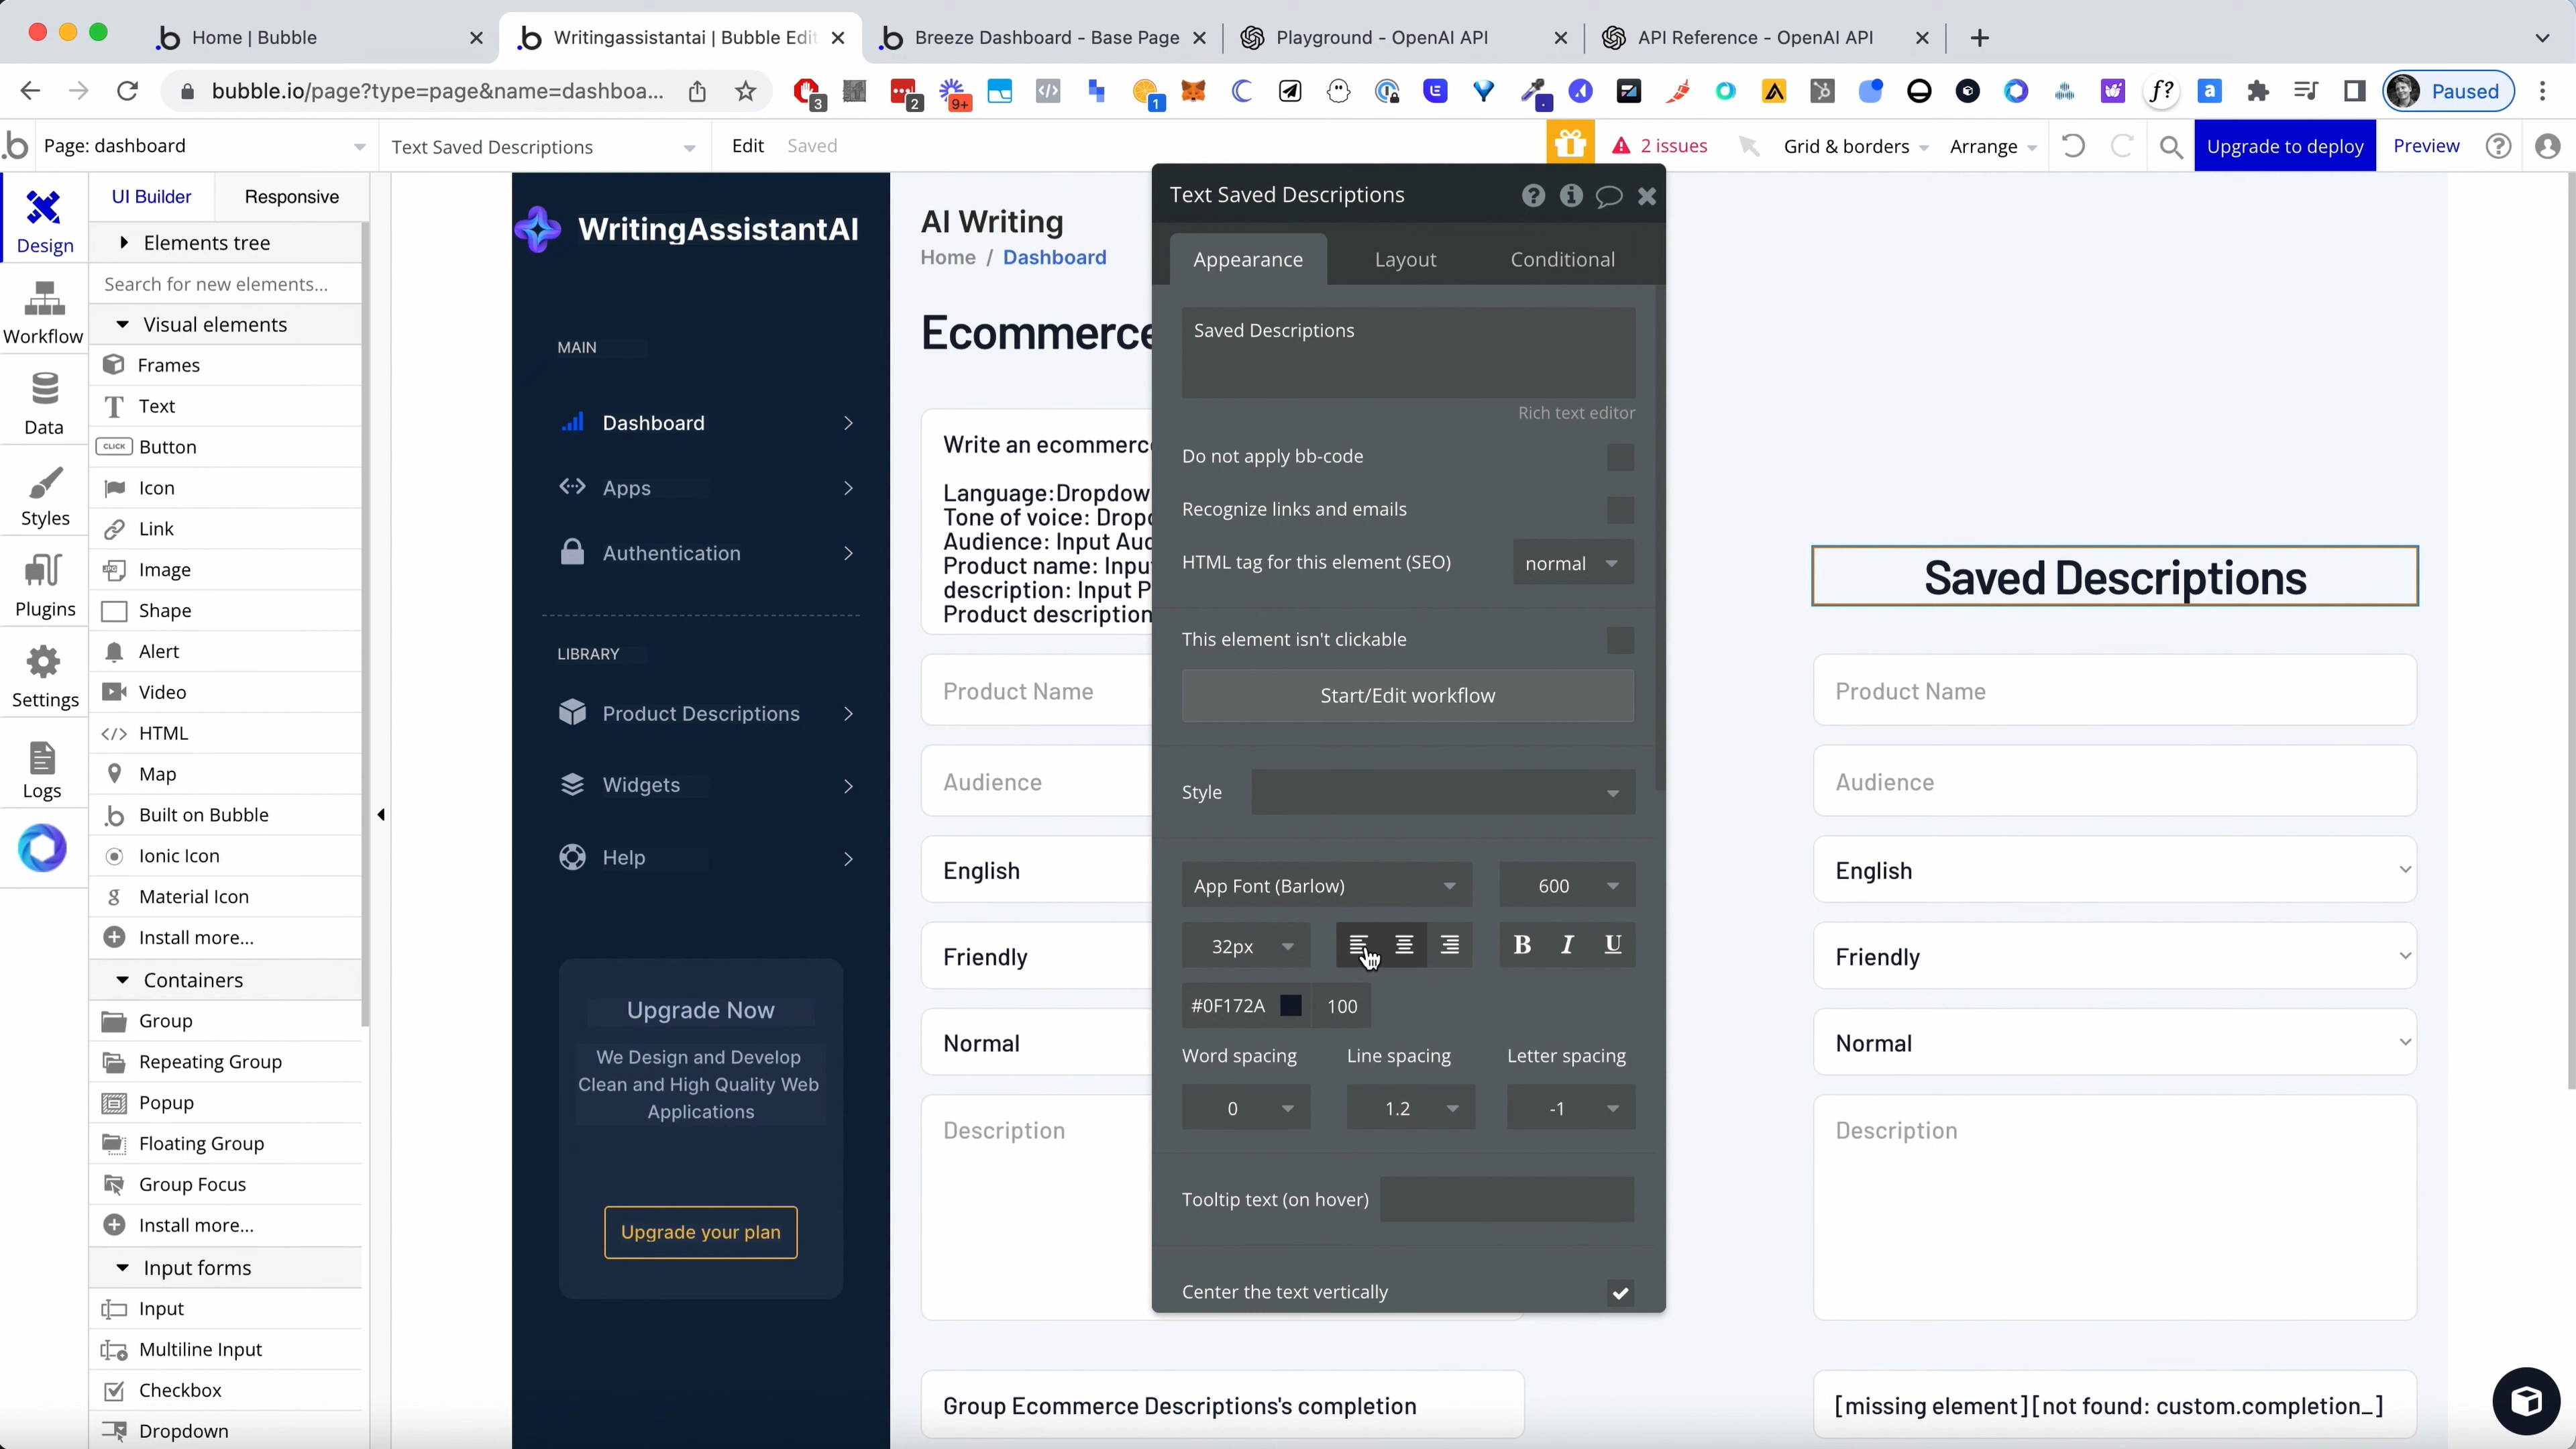 Home | Bubble
Writingassistantai | Bubble Edit
Breeze Dashboard - Base Page
Playground - OpenAI API
API Reference - OpenAI API
bubble.io/page?type=page&name=dashboa...
3
2
9+
1
f?
a
Paused
Page: dashboard
Text Saved Descriptions
Edit
Saved
2 issues
Grid & borders
Arrange
Upgrade to deploy
Preview
Design
Workflow
Data
Styles
Plugins
Settings
Logs
UI Builder
Responsive
Elements tree
Search for new elements...
Visual elements
Frames
Text
CLICK
Button
Icon
Link
Image
Shape
Alert
Video
HTML
Map
Built on Bubble
Ionic Icon
Material Icon
Install more...
Containers
Group
Repeating Group
Popup
Floating Group
Group Focus
Install more...
Input forms
Input
Multiline Input
Checkbox
Dropdown
WritingAssistantAI
MAIN
Dashboard
Apps
Authentication
LIBRARY
Product Descriptions
Widgets
Help
Upgrade Now
We Design and Develop
Clean and High Quality Web
Applications
Upgrade your plan
AI Writing
Home / Dashboard
Ecommerce
Write an ecommerc
Language:Dropdow
Tone of voice: Dropd
Audience: Input Aud
Product name: Inpu
description: Input P
Product description
Product Name
Audience
English
Friendly
Normal
Description
Group Ecommerce Descriptions's completion
Text Saved Descriptions
Appearance
Layout
Conditional
Saved Descriptions
Rich text editor
Do not apply bb-code
Recognize links and emails
HTML tag for this element (SEO)
normal
This element isn't clickable
Start/Edit workflow
Style
App Font (Barlow)
600
32px
B I U
#0F172A
100
Word spacing
Line spacing
Letter spacing
0
1.2
-1
Tooltip text (on hover)
Center the text vertically
Saved Descriptions
Product Name
Audience
English
Friendly
Normal
Description
[missing element][not found: custom.completion_]